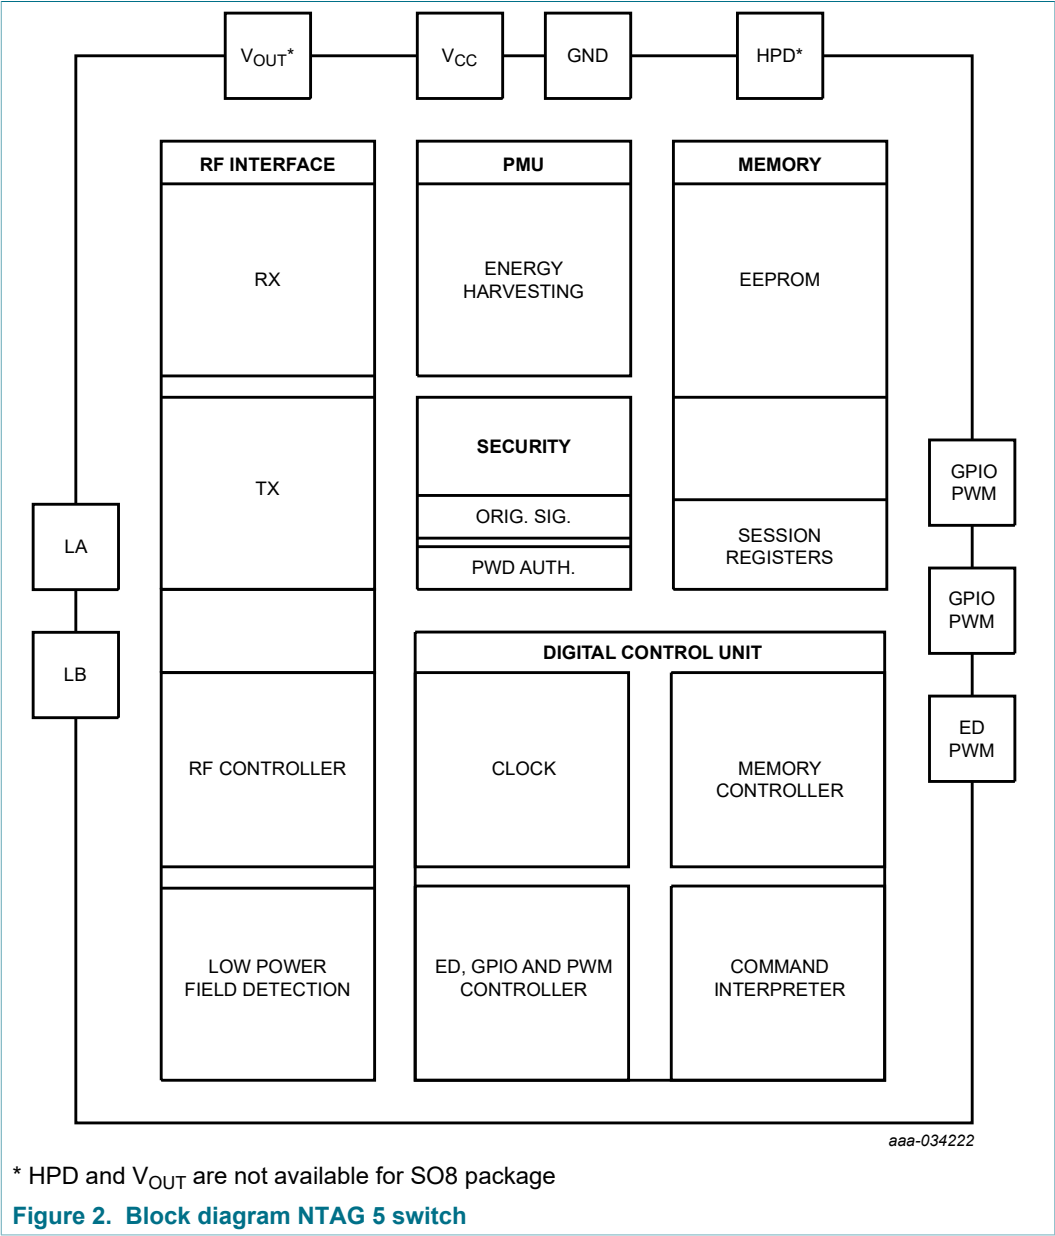 V_OUT*
V_CC
GND
HPD*
RF INTERFACE
PMU
MEMORY
RX
ENERGY
HARVESTING
EEPROM
SECURITY
TX
ORIG. SIG.
PWD AUTH.
SESSION
REGISTERS
GPIO
PWM
LA
GPIO
PWM
LB
DIGITAL CONTROL UNIT
ED
PWM
RF CONTROLLER
CLOCK
MEMORY
CONTROLLER
LOW POWER
FIELD DETECTION
ED, GPIO AND PWM
CONTROLLER
COMMAND
INTERPRETER
aaa-034222
* HPD and V_OUT are not available for SO8 package
Figure 2. Block diagram NTAG 5 switch